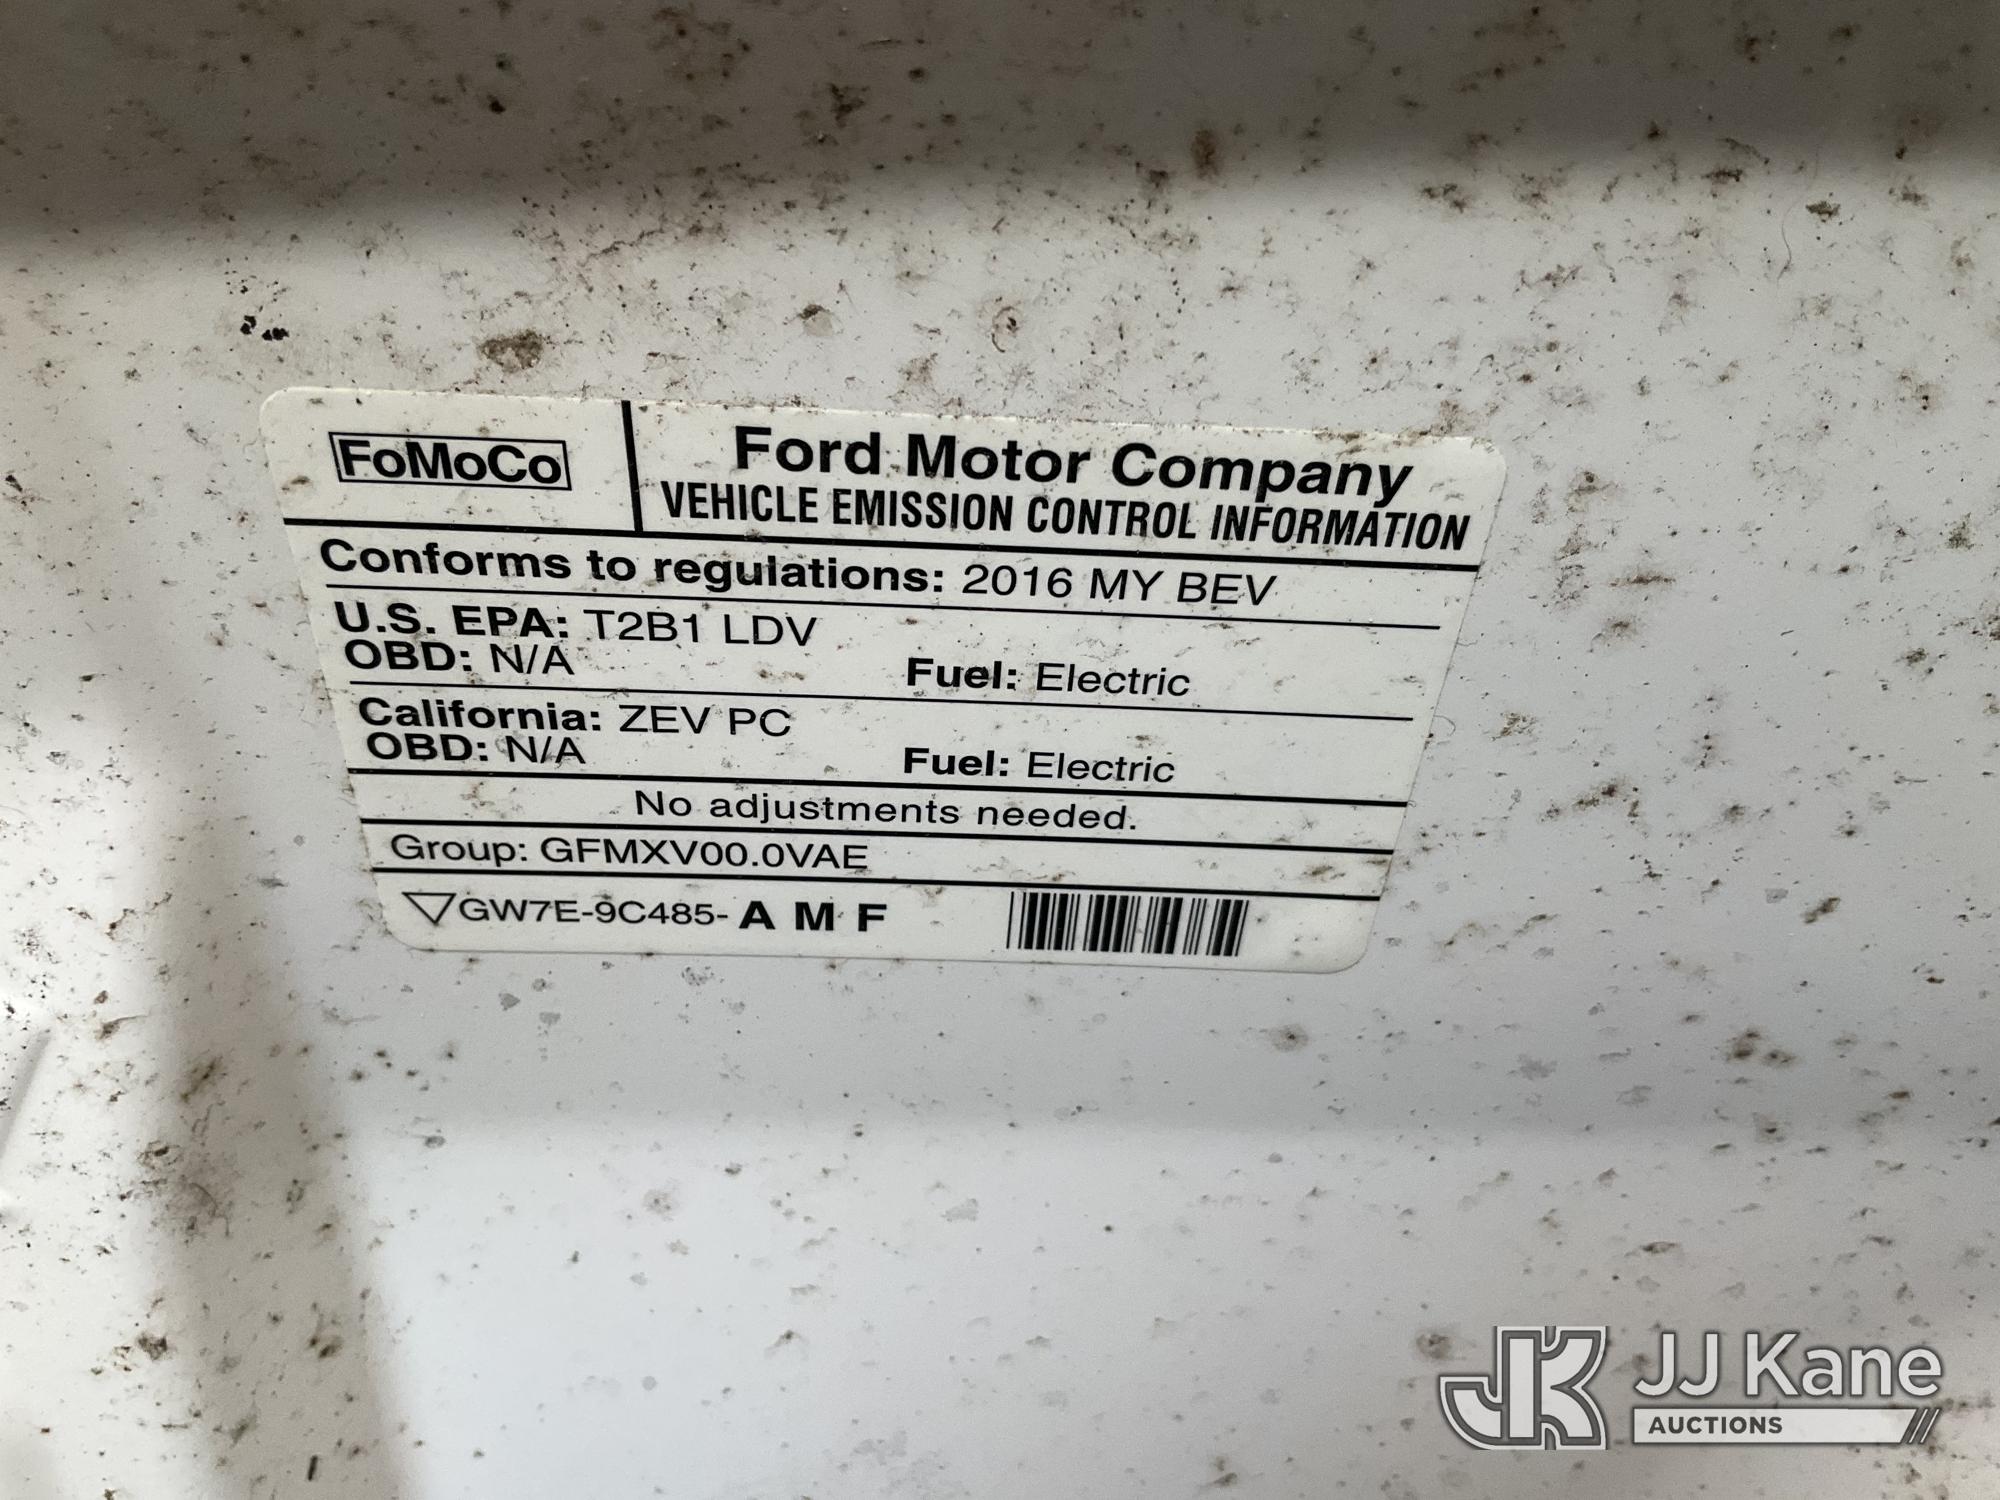 FoMoCo
Ford Motor Company
VEHICLE EMISSION CONTROL INFORMATION
Conforms to regulations: 2016 MY BEV
U.S. EPA: T2B1 LDV
OBD: N/A Fuel: Electric
California: ZEV PC
OBD: N/A Fuel: Electric
No adjustments needed.
Group: GFMXV00.0VAE
GW7E-9C485- A M F
JK JJ Kane
AUCTIONS